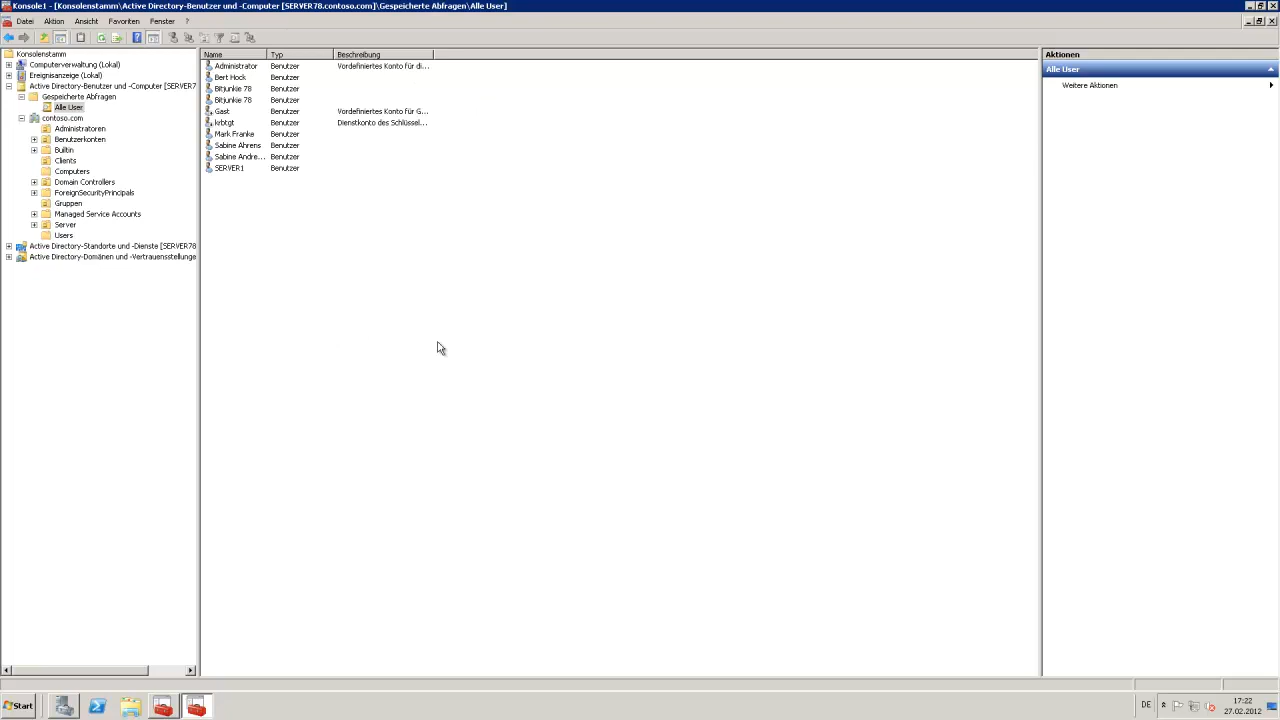 Konsole1 - [Konsolenstamm\Active Directory-Benutzer und -Computer [SERVER78.contoso.com]\Gespeicherte Abfragen\Alle User]
Datei Aktion Ansicht Favoriten Fenster ?
Konsolenstamm
Computerverwaltung (Lokal)
Ereignisanzeige (Lokal)
Active Directory-Benutzer und -Computer [SERVER7
Gespeicherte Abfragen
Alle User
contoso.com
Administratoren
Benutzerkonten
Builtin
Clients
Computers
Domain Controllers
ForeignSecurityPrincipals
Gruppen
Managed Service Accounts
Server
Users
Active Directory-Standorte und -Dienste [SERVER78
Active Directory-Domänen und -Vertrauensstellunge
Name Typ Beschreibung
Administrator Benutzer Vordefiniertes Konto für di...
Bert Hock Benutzer
Bitjunkie 78 Benutzer
Bitjunkie 78 Benutzer
Gast Benutzer Vordefiniertes Konto für G...
krbtgt Benutzer Dienstkonto des Schlüssel...
Mark Franke Benutzer
Sabine Ahrens Benutzer
Sabine Andre... Benutzer
SERVER1 Benutzer
Aktionen
Alle User
Weitere Aktionen
Start
DE
17:22
27.02.2012